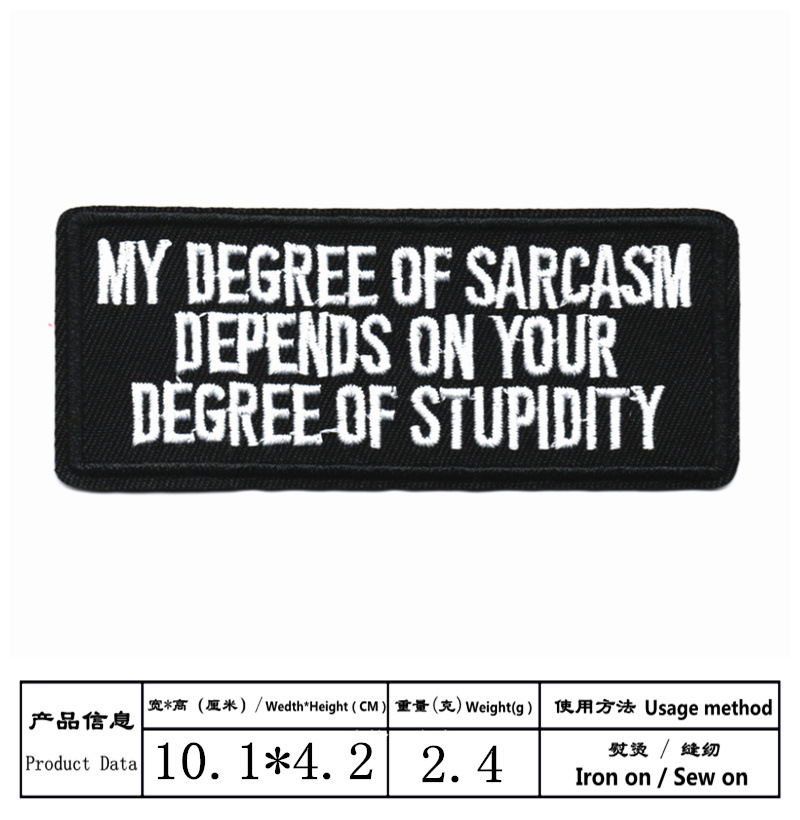 MY DEGREE OF SARCASM
DEPENDS ON YOUR
DEGREE OF STUPIDITY
产品信息
Product Data
宽*高（厘米）/ Wedth*Height ( CM )
重量(克) Weight(g)
使用方法 Usage method
10.1*4.2
2.4
熨烫 / 缝纫
Iron on / Sew on